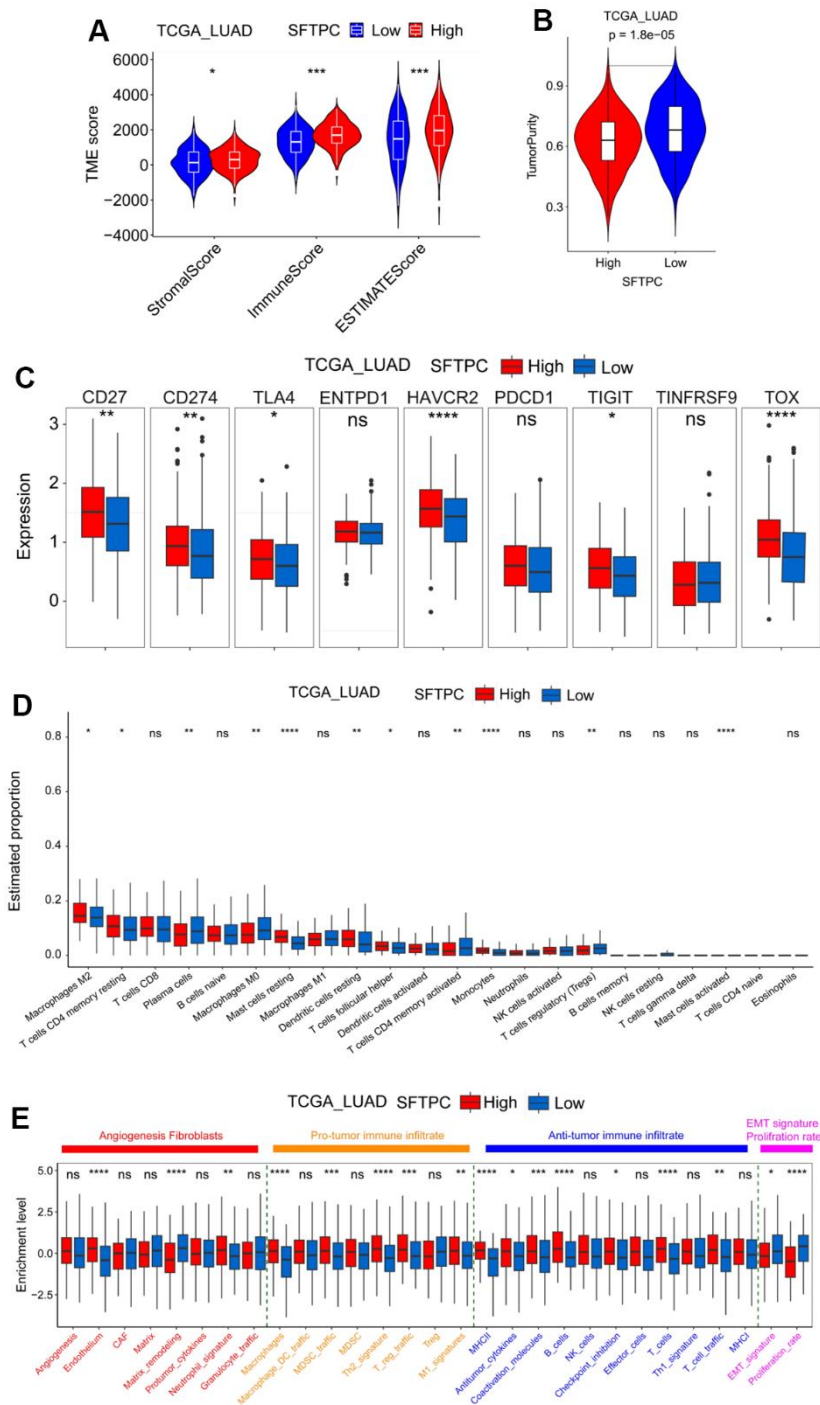 A
TCGA_LUAD SFTPC Low High
* *** ***
6000
4000
2000
0
−2000
−4000
TME score
StromalScore ImmuneScore ESTIMATEScore
B
TCGA_LUAD
p = 1.8e−05
0.9
0.6
0.3
TumorPurity
High Low
SFTPC
TCGA_LUAD SFTPC High Low
C
CD27 CD274 TLA4 ENTPD1 HAVCR2 PDCD1 TIGIT TINFRSF9 TOX
** ** * ns **** ns * ns ****
3
2
1
0
Expression
TCGA_LUAD SFTPC High Low
D
* * ns ** ns ** **** ns ** * ns ** **** ns ns ** ns ns ns **** ns
0.8
0.4
0.2
0.0
Estimated proportion
Macrophages M2
T cells CD4 memory resting
T cells CD8
Plasma cells
B cells naive
Macrophages M0
Mast cells resting
Macrophages M1
Dendritic cells resting
T cells follicular helper
Dendritic cells activated
T cells CD4 memory activated
Monocytes
Neutrophils
NK cells activated
T cells regulatory (Tregs)
B cells memory
NK cells resting
T cells gamma delta
Mast cells activated
T cells CD4 naive
Eosinophils
E
TCGA_LUAD SFTPC High Low
Angiogenesis Fibroblasts Pro-tumor immune infiltrate Anti-tumor immune infiltrate EMT signature
Prolifration rate
ns **** ns ns **** ns ** ns **** ns *** ns **** *** ns ** **** * *** **** ns * ns **** ns ** ns * ****
5.0
2.5
0.0
−2.5
Enrichment level
Angiogenesis
Endothelium
CAF
Matrix
Matrix_remodeling
Protumor_cytokines
Neutrophil_signature
Granulocyte_traffic
Macrophages
Macrophage_DC_traffic
MDSC_traffic
MDSC
Th2_signature
T_reg_traffic
Treg
M1_signatures
MHCII
Antitumor_cytokines
Coactivation_molecules
B_cells
NK_cells
Checkpoint_inhibition
Effector_cells
T_cells
Th1_signature
T_cell_traffic
MHCI
EMT_signature
Proliferation_rate